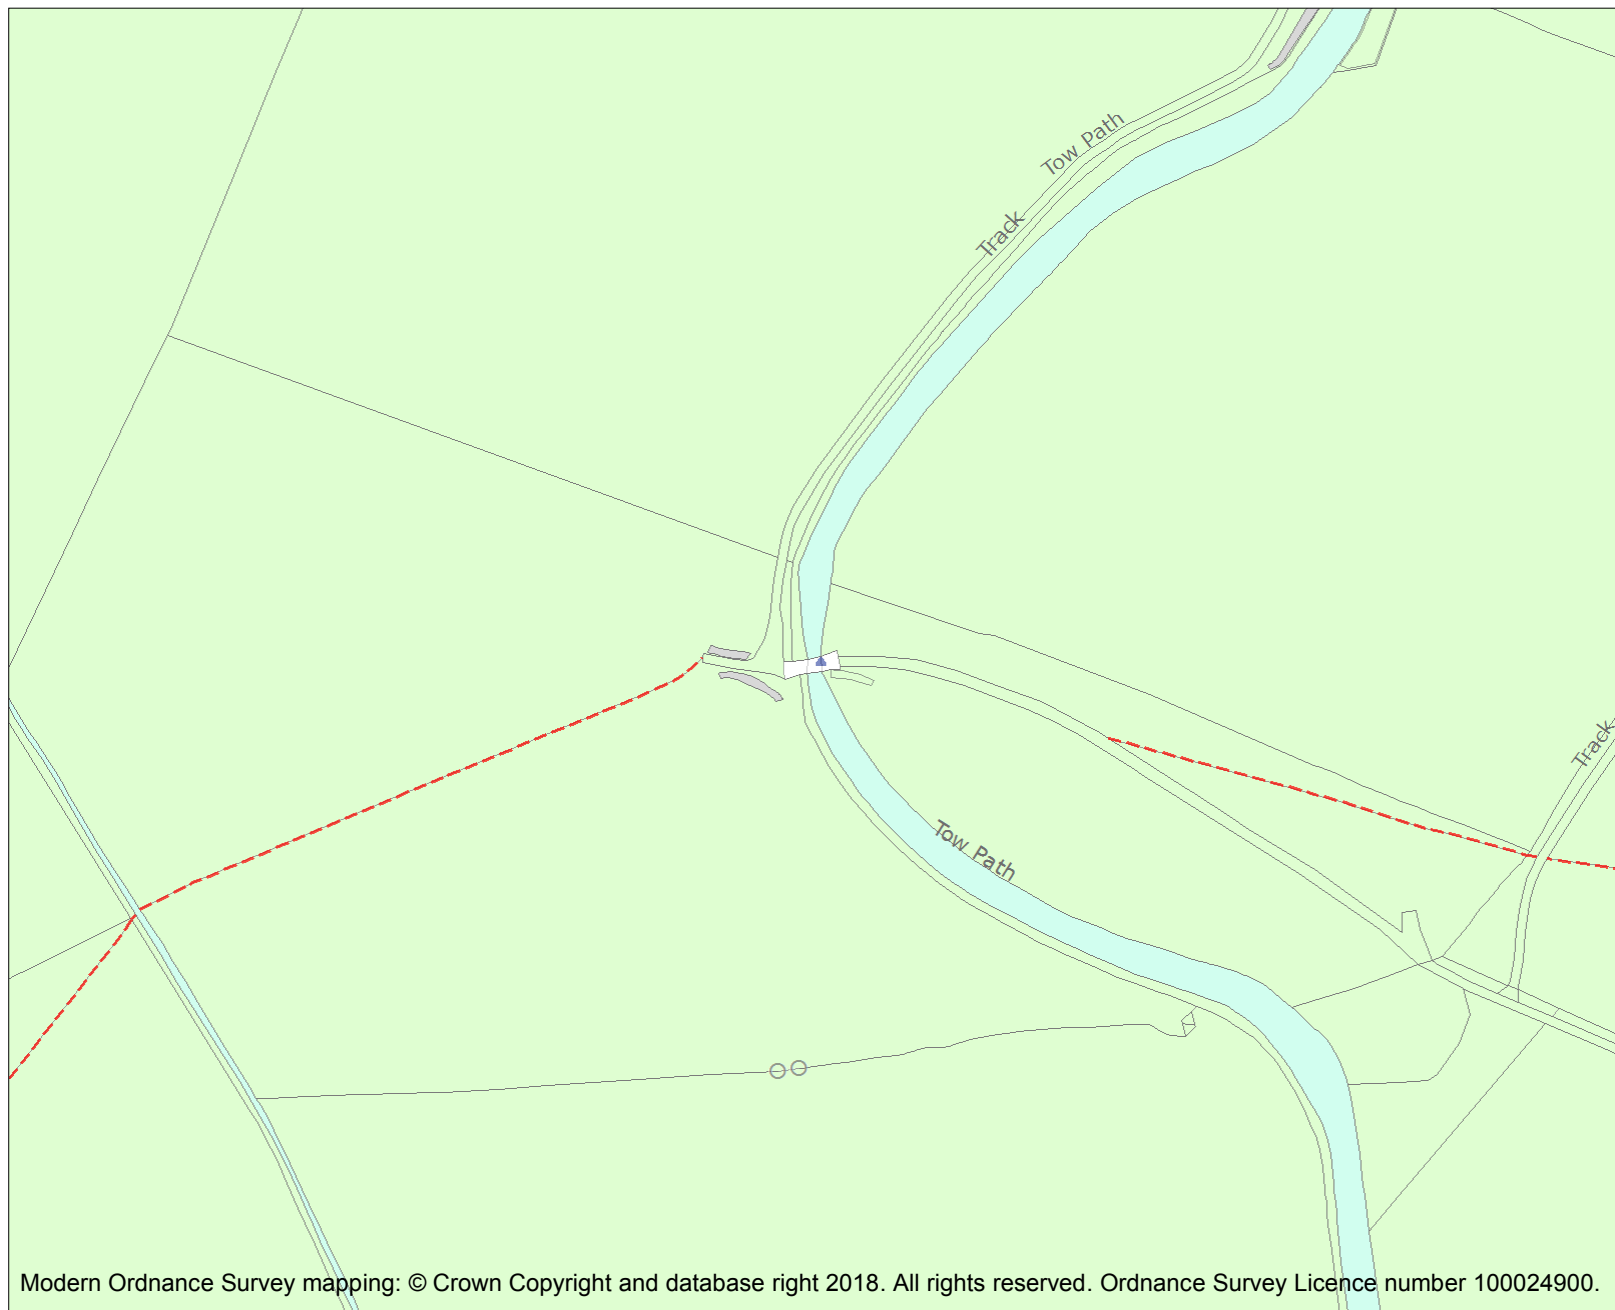 Tow Path
Track
Track
Tow Path
Modern Ordnance Survey mapping: © Crown Copyright and database right 2018. All rights reserved. Ordnance Survey Licence number 100024900.